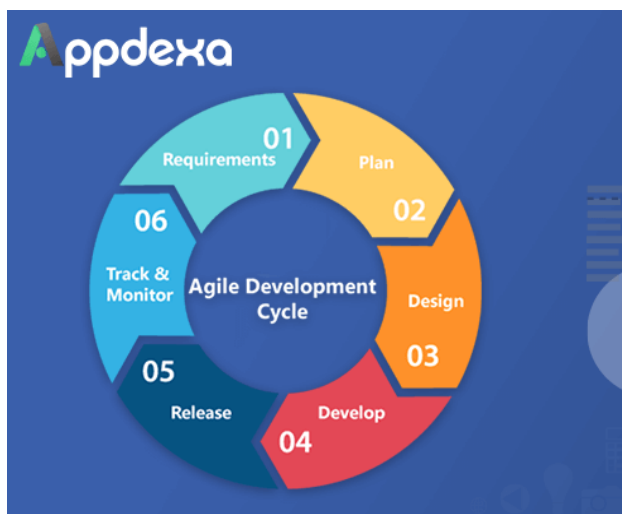 Appdexa
01
Requirements
Plan
02
Design
03
Develop
04
05
Release
06
Track &
Monitor
Agile Development
Cycle